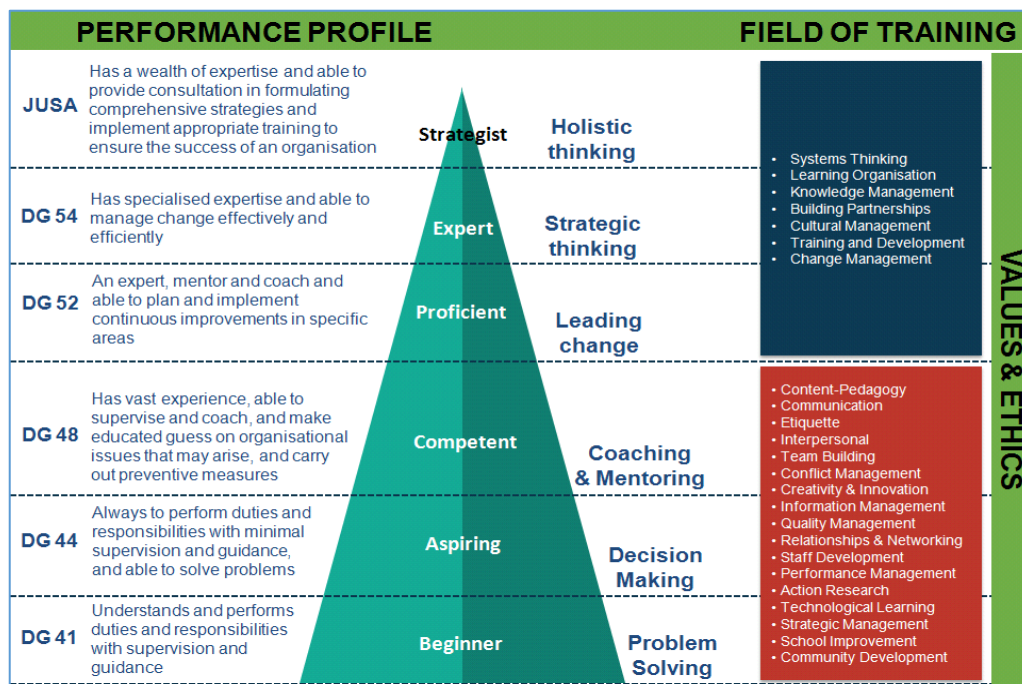 PERFORMANCE PROFILE
FIELD OF TRAINING
JUSA
Has a wealth of expertise and able to
provide consultation in formulating
comprehensive strategies and
implement appropriate training to
ensure the success of an organisation
Strategist
Holistic
thinking
DG 54
Has specialised expertise and able to
manage change effectively and
efficiently
Expert
Strategic
thinking
DG 52
An expert, mentor and coach and
able to plan and implement
continuous improvements in specific
areas
Proficient
Leading
change
DG 48
Has vast experience, able to
supervise and coach, and make
educated guess on organisational
issues that may arise, and carry
out preventive measures
Competent
Coaching
& Mentoring
DG 44
Always to perform duties and
responsibilities with minimal
supervision and guidance,
and able to solve problems
Aspiring
Decision
Making
DG 41
Understands and performs
duties and responsibilities
with supervision and
guidance
Beginner
Problem
Solving
• Systems Thinking
• Learning Organisation
• Knowledge Management
• Building Partnerships
• Cultural Management
• Training and Development
• Change Management
• Content-Pedagogy
• Communication
• Etiquette
• Interpersonal
• Team Building
• Conflict Management
• Creativity & Innovation
• Information Management
• Quality Management
• Relationships & Networking
• Staff Development
• Performance Management
• Action Research
• Technological Learning
• Strategic Management
• School Improvement
• Community Development
VALUES & ETHICS